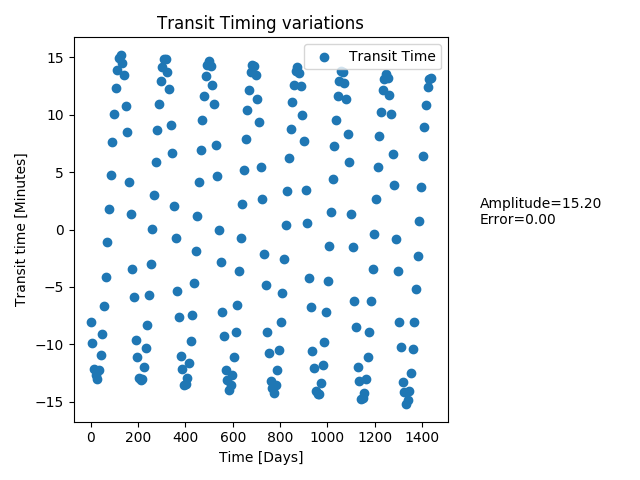 Transit Timing variations
Transit Time
Transit time [Minutes]
15
10
5
0
−5
−10
−15
0
200
400
600
800
1000
1200
1400
Time [Days]
Amplitude=15.20
Error=0.00